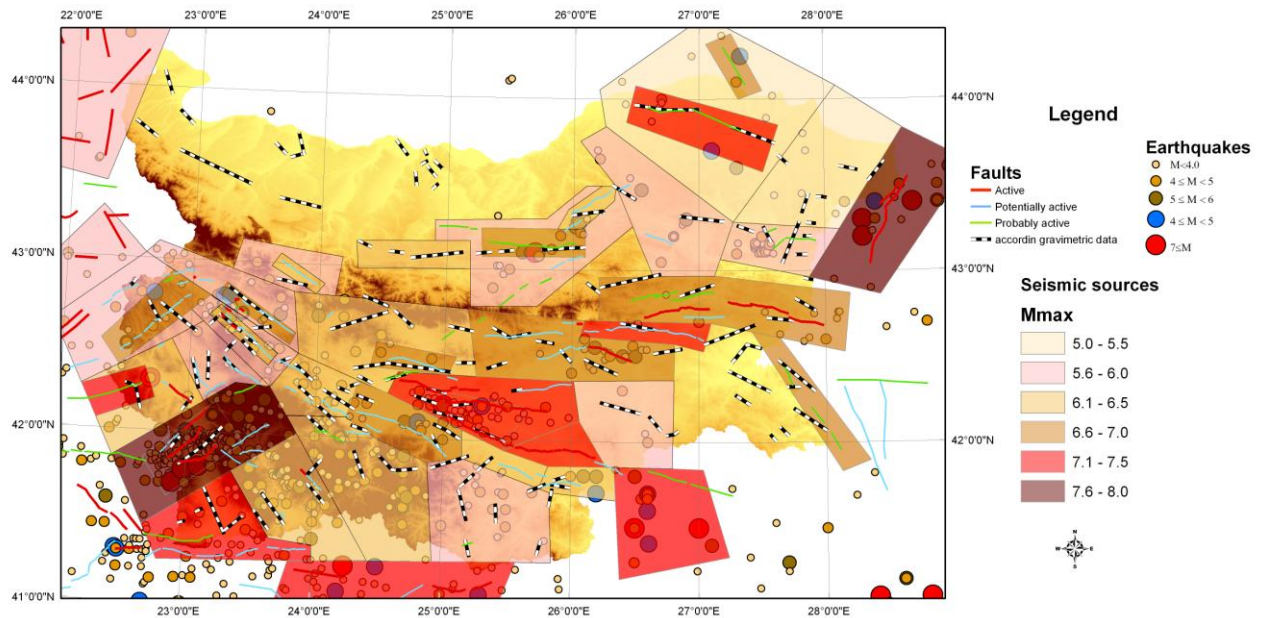 22°0'0"E 23°0'0"E 24°0'0"E 25°0'0"E 26°0'0"E 27°0'0"E 28°0'0"E
44°0'0"N 44°0'0"N
43°0'0"N 43°0'0"N
42°0'0"N 42°0'0"N
41°0'0"N 41°0'0"N
23°0'0"E 24°0'0"E 25°0'0"E 26°0'0"E 27°0'0"E 28°0'0"E
Legend
Faults
Active
Potentially active
Probably active
accordin gravimetric data
Earthquakes
M<4.0
4 ≤ M < 5
5 ≤ M < 6
4 ≤ M < 5
7≤M
Seismic sources
Mmax
5.0 - 5.5
5.6 - 6.0
6.1 - 6.5
6.6 - 7.0
7.1 - 7.5
7.6 - 8.0
N
W E
S